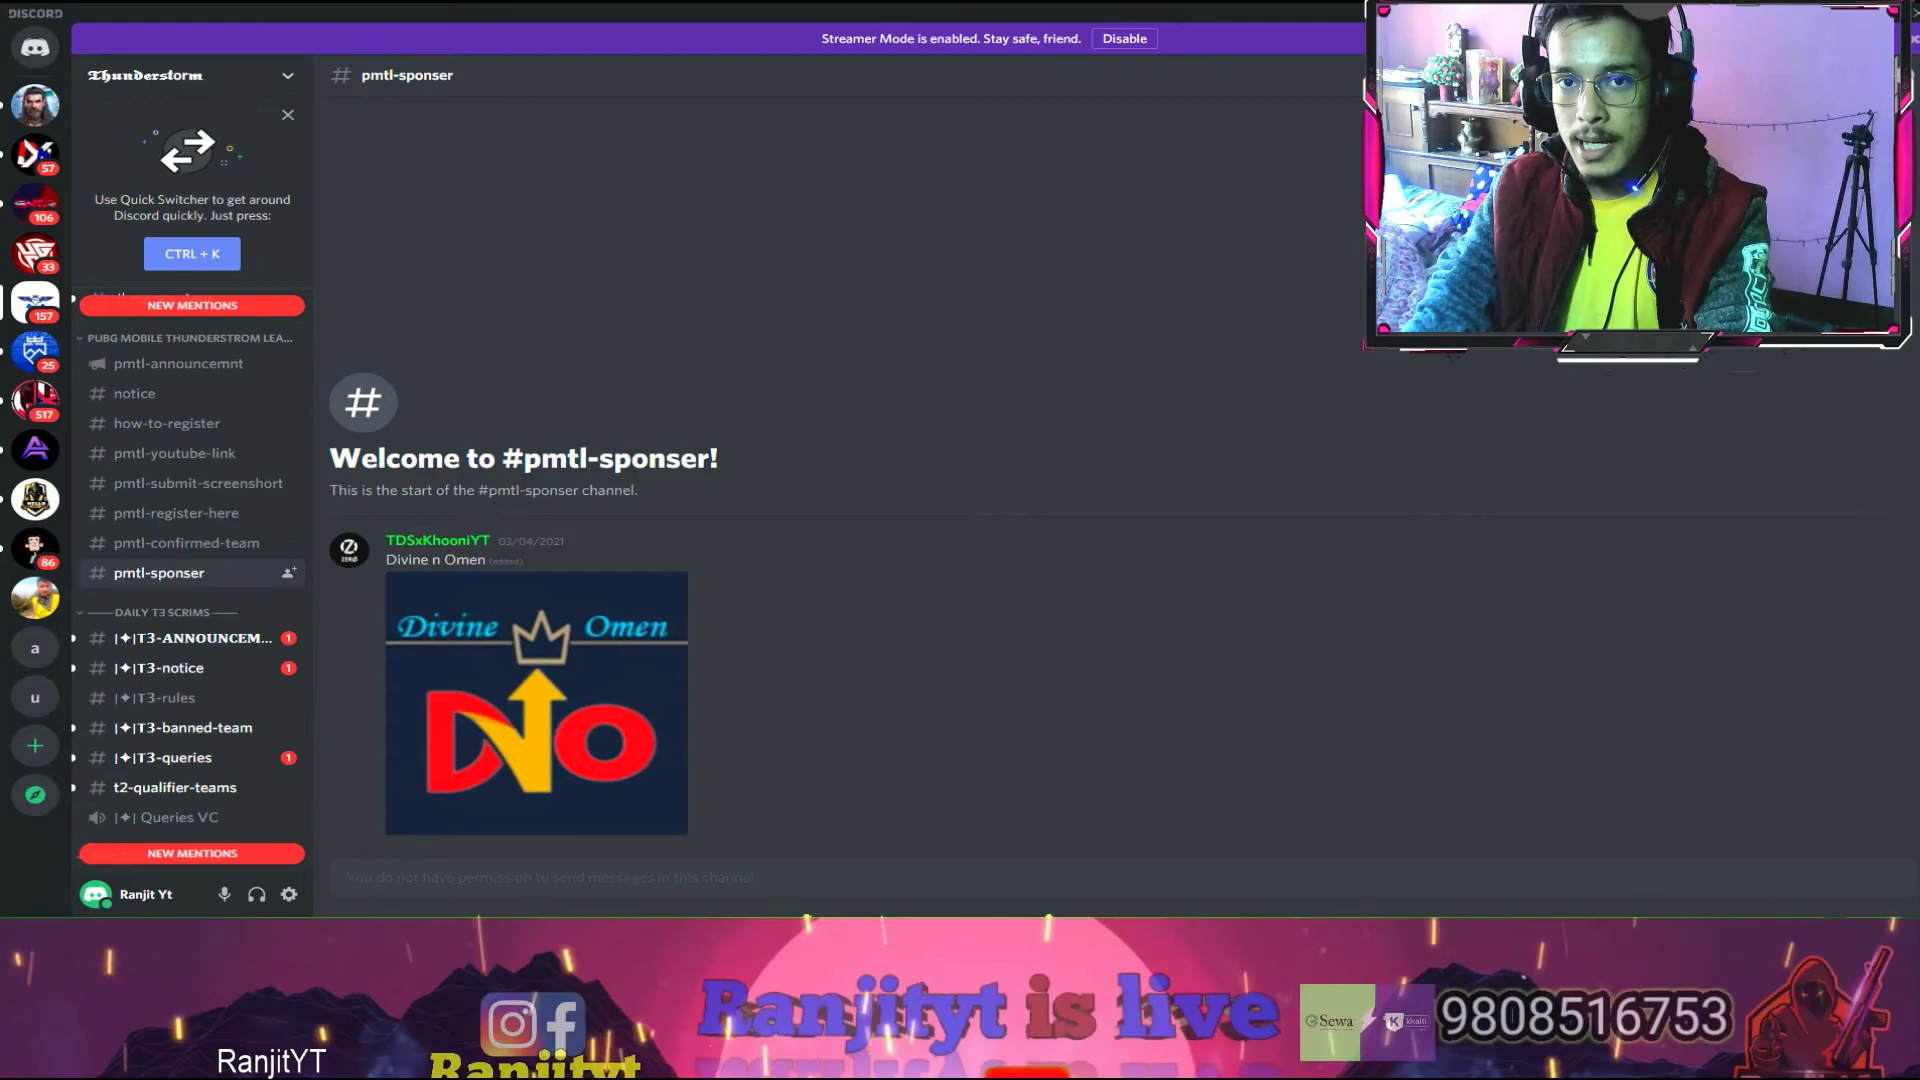 DISCORD
Streamer Mode is enabled. Stay safe, friend. Disable
𝕿hunderstorm
# pmtl-sponser
57
106
33
157
25
517
86
a
u
Use Quick Switcher to get around
Discord quickly. Just press:
CTRL + K
NEW MENTIONS
PUBG MOBILE THUNDERSTROM LEA...
pmtl-announcemnt
# notice
# how-to-register
# pmtl-youtube-link
# pmtl-submit-screenshort
# pmtl-register-here
# pmtl-confirmed-team
# pmtl-sponser
——DAILY T3 SCRIMS——
# |✦|T3-ANNOUNCEM... 1
# |✦|T3-notice 1
# |✦|T3-rules
# |✦|T3-banned-team
# |✦|T3-queries 1
# t2-qualifier-teams
|✦| Queries VC
NEW MENTIONS
Ranjit Yt
#
Welcome to #pmtl-sponser!
This is the start of the #pmtl-sponser channel.
ZERO
TDSxKhooniYT 03/04/2021
Divine n Omen (edited)
Divine Omen
DNO
You do not have permission to send messages in this channel
RanjitYT
Ranjityt
Ranjityt is live
eSewa
K khalti
9808516753